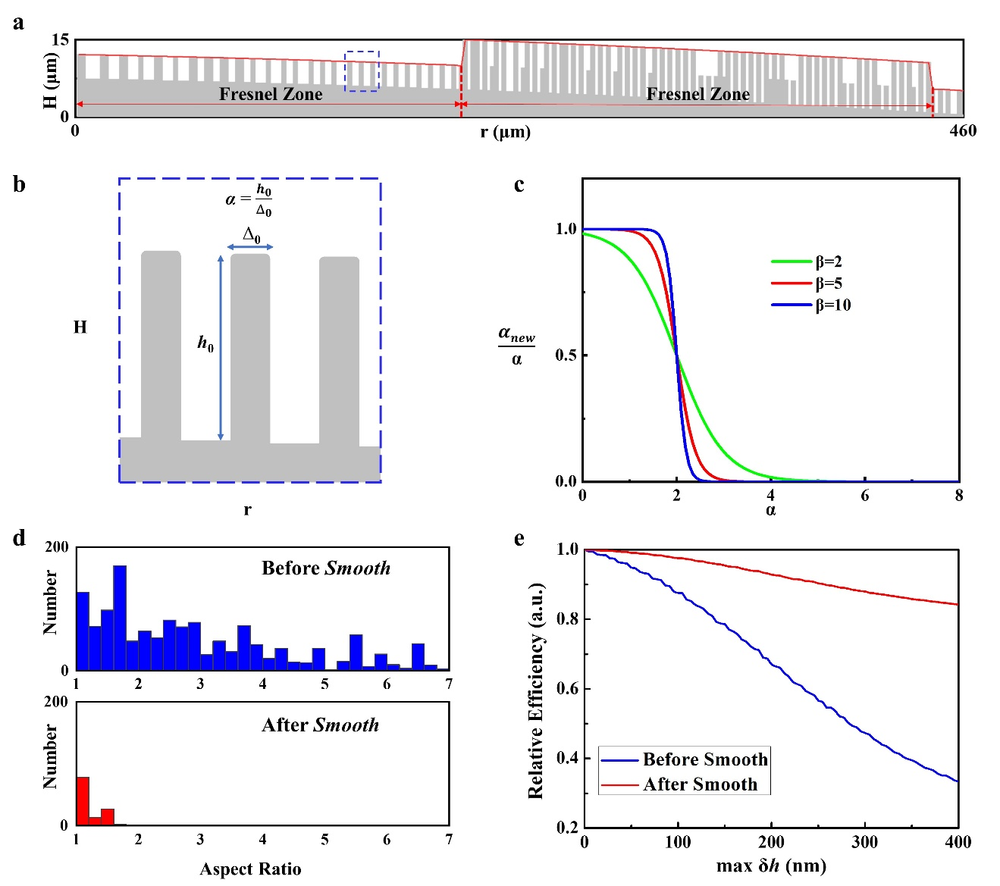 a
15
H (μm)
0
Fresnel Zone
Fresnel Zone
0
r (μm)
460
b
α = h₀/Δ₀
Δ₀
H
h₀
r
c
1.0
0.5
0.0
α_new/α
β=2
β=5
β=10
0
2
4
6
8
α
d
200
Number
0
Before Smooth
1
2
3
4
5
6
7
200
Number
0
After Smooth
1
2
3
4
5
6
7
Aspect Ratio
e
1.0
0.8
0.6
0.4
0.2
Relative Efficiency (a.u.)
Before Smooth
After Smooth
0
100
200
300
400
max δh (nm)